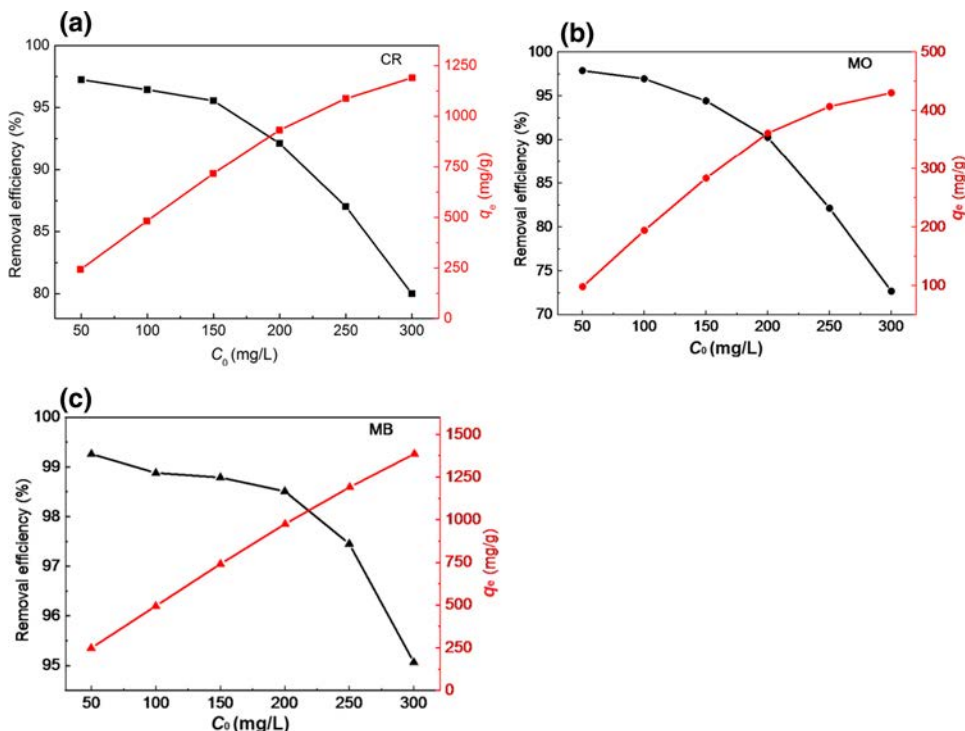 (a)
CR
Removal efficiency (%)
100
95
90
85
80
1250
1000
750
500
250
0
qe (mg/g)
50 100 150 200 250 300
C0 (mg/L)
(b)
MO
Removal efficiency (%)
100
95
90
85
80
75
70
500
400
300
200
100
qe (mg/g)
50 100 150 200 250 300
C0 (mg/L)
(c)
MB
Removal efficiency (%)
100
99
98
97
96
95
1500
1250
1000
750
500
250
0
qe (mg/g)
50 100 150 200 250 300
C0 (mg/L)